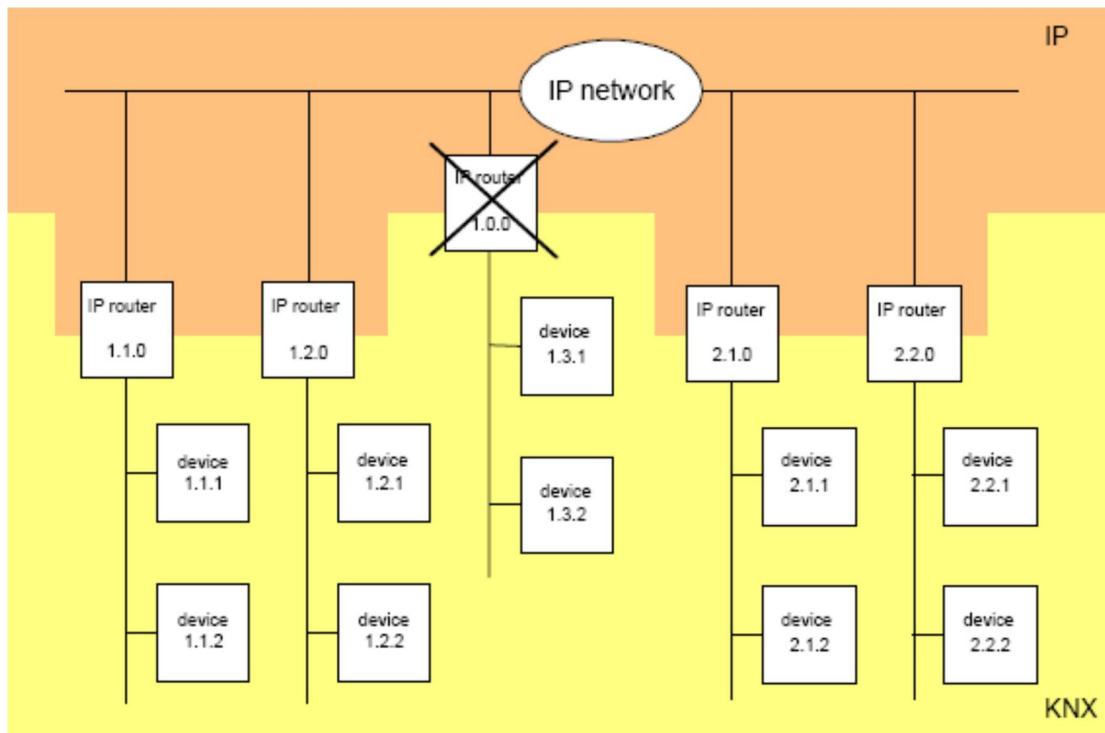 IP
IP network
IP router
1.0.0
IP router
1.1.0
IP router
1.2.0
device
1.3.1
IP router
2.1.0
IP router
2.2.0
device
1.1.1
device
1.2.1
device
1.3.2
device
2.1.1
device
2.2.1
device
1.1.2
device
1.2.2
device
2.1.2
device
2.2.2
KNX